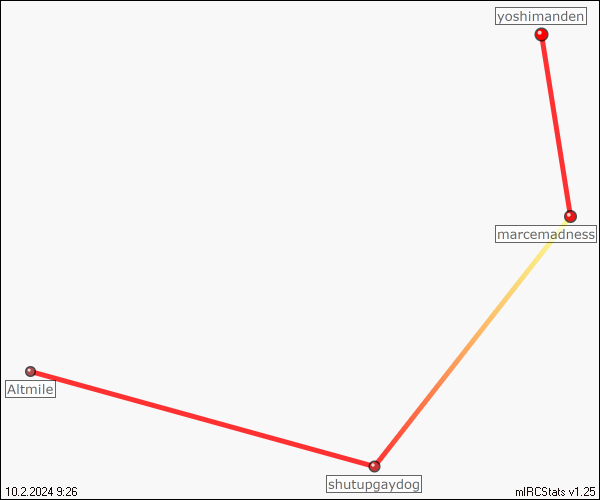 yoshimanden
marcemadness
Altmile
shutupgaydog
10.2.2024 9:26
mIRCStats v1.25